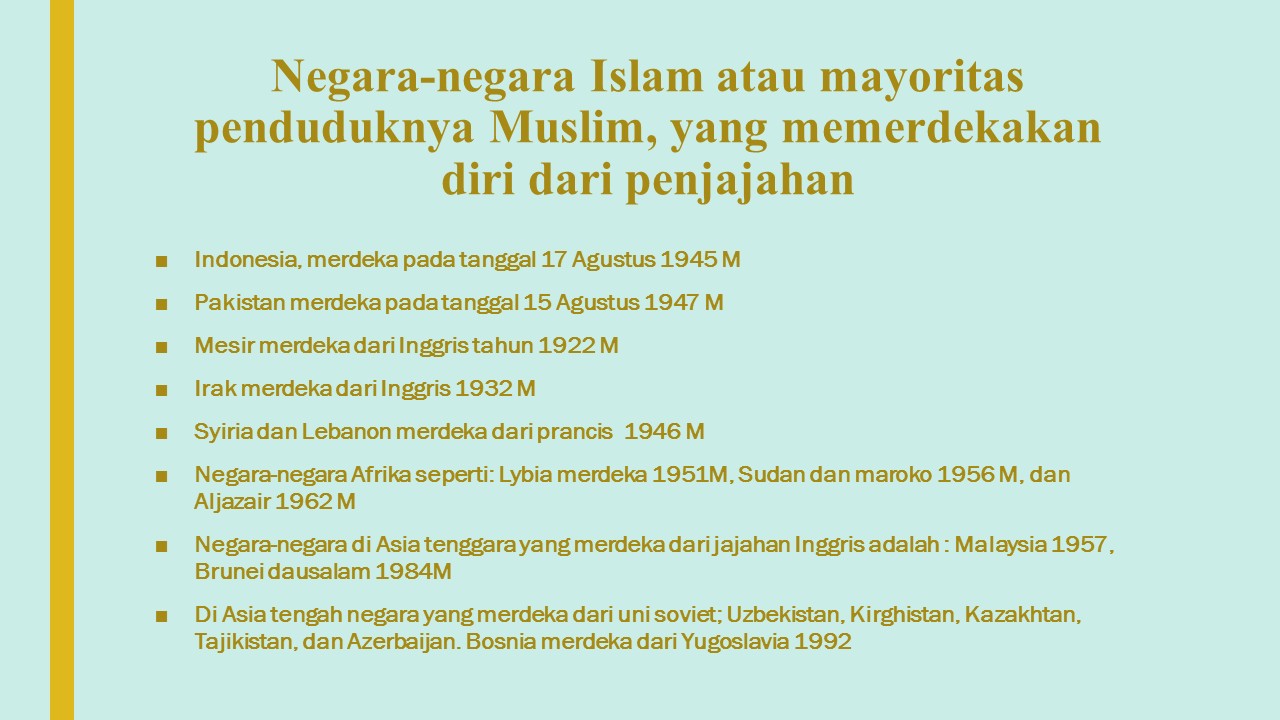 Negara-negara Islam atau mayoritas
penduduknya Muslim, yang memerdekakan
diri dari penjajahan
■ Indonesia, merdeka pada tanggal 17 Agustus 1945 M
■ Pakistan merdeka pada tanggal 15 Agustus 1947 M
■ Mesir merdeka dari Inggris tahun 1922 M
■ Irak merdeka dari Inggris 1932 M
■ Syiria dan Lebanon merdeka dari prancis 1946 M
■ Negara-negara Afrika seperti: Lybia merdeka 1951M, Sudan dan maroko 1956 M, dan
Aljazair 1962 M
■ Negara-negara di Asia tenggara yang merdeka dari jajahan Inggris adalah : Malaysia 1957,
Brunei dausalam 1984M
■ Di Asia tengah negara yang merdeka dari uni soviet; Uzbekistan, Kirghistan, Kazakhtan,
Tajikistan, dan Azerbaijan. Bosnia merdeka dari Yugoslavia 1992